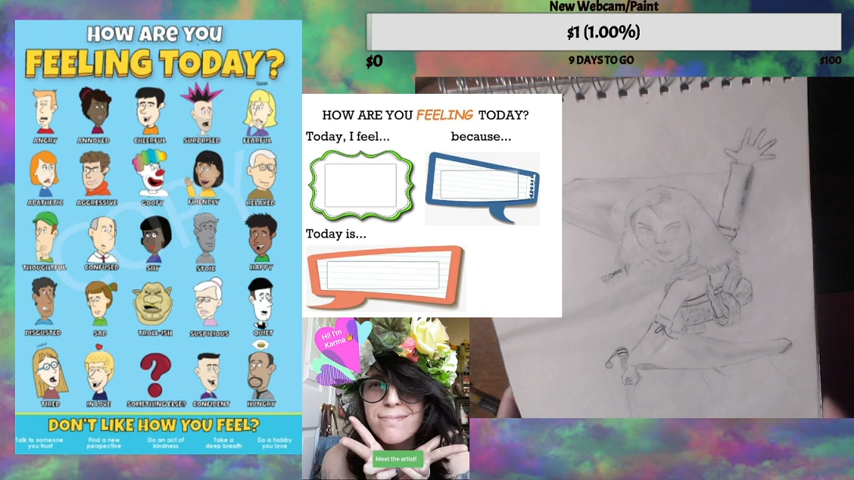 HOW ARE YOU
FEELING TODAY?
ANGRY ANNOYED CHEERFUL SURPRISED FEARFUL
APATHETIC AGGRESSIVE GOOFY FRIENDLY RELAXED
THOUGHTFUL CONFUSED SHY STOIC HAPPY
DISGUSTED SAD TROLL-ISH SUSPICIOUS QUIET
TIRED IN LOVE SOMETHING ELSE? CONFIDENT HUNGRY
DON'T LIKE HOW YOU FEEL?
Talk to someone you trust
Find a new perspective
Do an act of kindness
Take a deep breath
Do a hobby you love
HOW ARE YOU FEELING TODAY?
Today, I feel... because...
Today is...
Hi! I'm
Karma
Meet the artist!
New Webcam/Paint
$1 (1.00%)
$0 9 DAYS TO GO $100